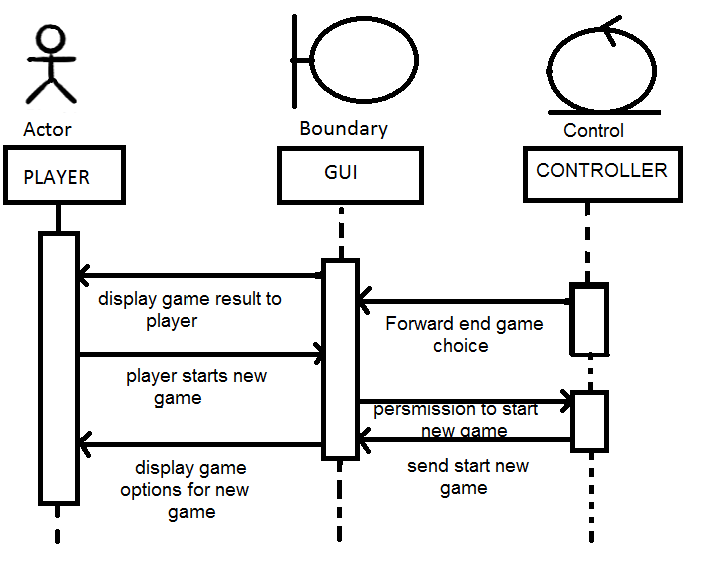 Actor
Boundary
Control
PLAYER
GUI
CONTROLLER
display game result to
player
Forward end game
choice
player starts new
game
persmission to start
new game
display game
options for new
game
send start new
game